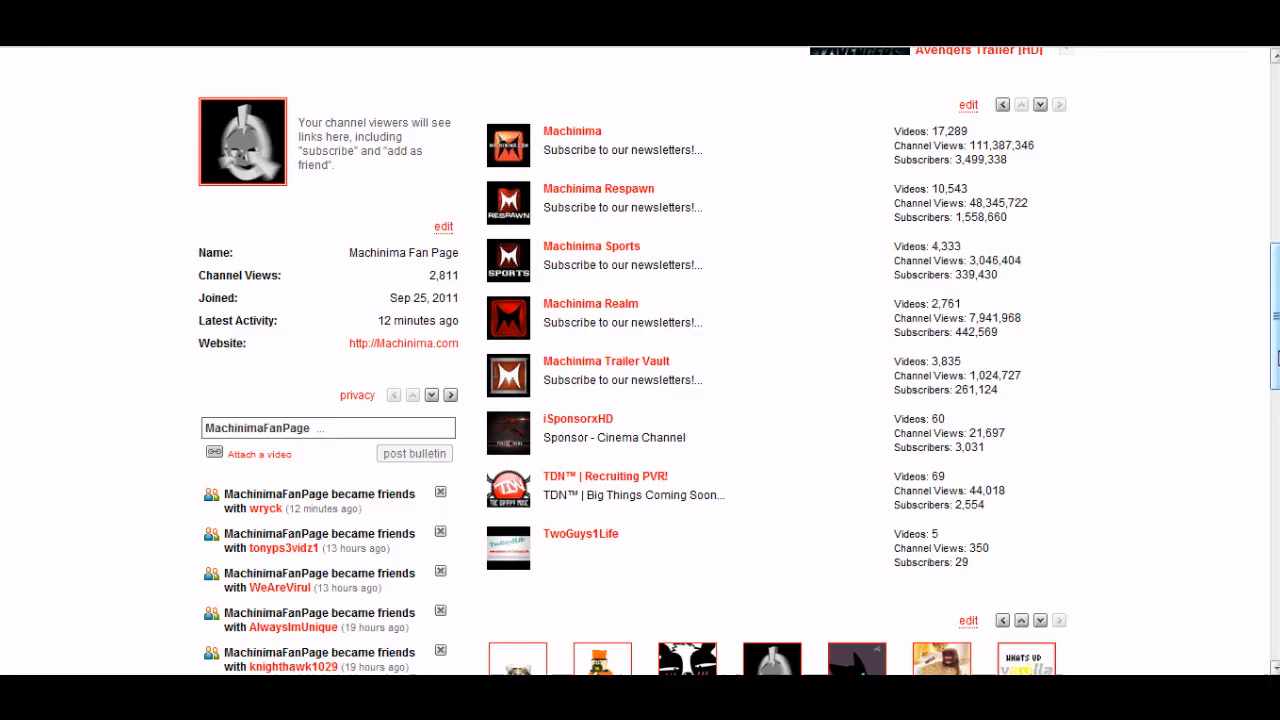 Avengers Trailer [HD]
Your channel viewers will see
links here, including
"subscribe" and "add as
friend".
edit
Name: Machinima Fan Page
Channel Views: 2,811
Joined: Sep 25, 2011
Latest Activity: 12 minutes ago
Website: http://Machinima.com
privacy
MachinimaFanPage ...
Attach a video
post bulletin
MachinimaFanPage became friends
with wryck (12 minutes ago)
MachinimaFanPage became friends
with tonyps3vidz1 (13 hours ago)
MachinimaFanPage became friends
with WeAreVirul (13 hours ago)
MachinimaFanPage became friends
with AlwaysImUnique (19 hours ago)
MachinimaFanPage became friends
with knighthawk1029 (19 hours ago)
edit
MACHINIMA.COM
Machinima
Subscribe to our newsletters!...
Videos: 17,289
Channel Views: 111,387,346
Subscribers: 3,499,338
RESPAWN
Machinima Respawn
Subscribe to our newsletters!...
Videos: 10,543
Channel Views: 48,345,722
Subscribers: 1,558,660
SPORTS
Machinima Sports
Subscribe to our newsletters!...
Videos: 4,333
Channel Views: 3,046,404
Subscribers: 339,430
Machinima Realm
Subscribe to our newsletters!...
Videos: 2,761
Channel Views: 7,941,968
Subscribers: 442,569
Machinima Trailer Vault
Subscribe to our newsletters!...
Videos: 3,835
Channel Views: 1,024,727
Subscribers: 261,124
iSponsorxHD
Sponsor - Cinema Channel
Videos: 60
Channel Views: 21,697
Subscribers: 3,031
TDN
TDN™ | Recruiting PVR!
TDN™ | Big Things Coming Soon...
Videos: 69
Channel Views: 44,018
Subscribers: 2,554
TwoGuys1Life
Videos: 5
Channel Views: 350
Subscribers: 29
edit
WHATS UP
vanilla